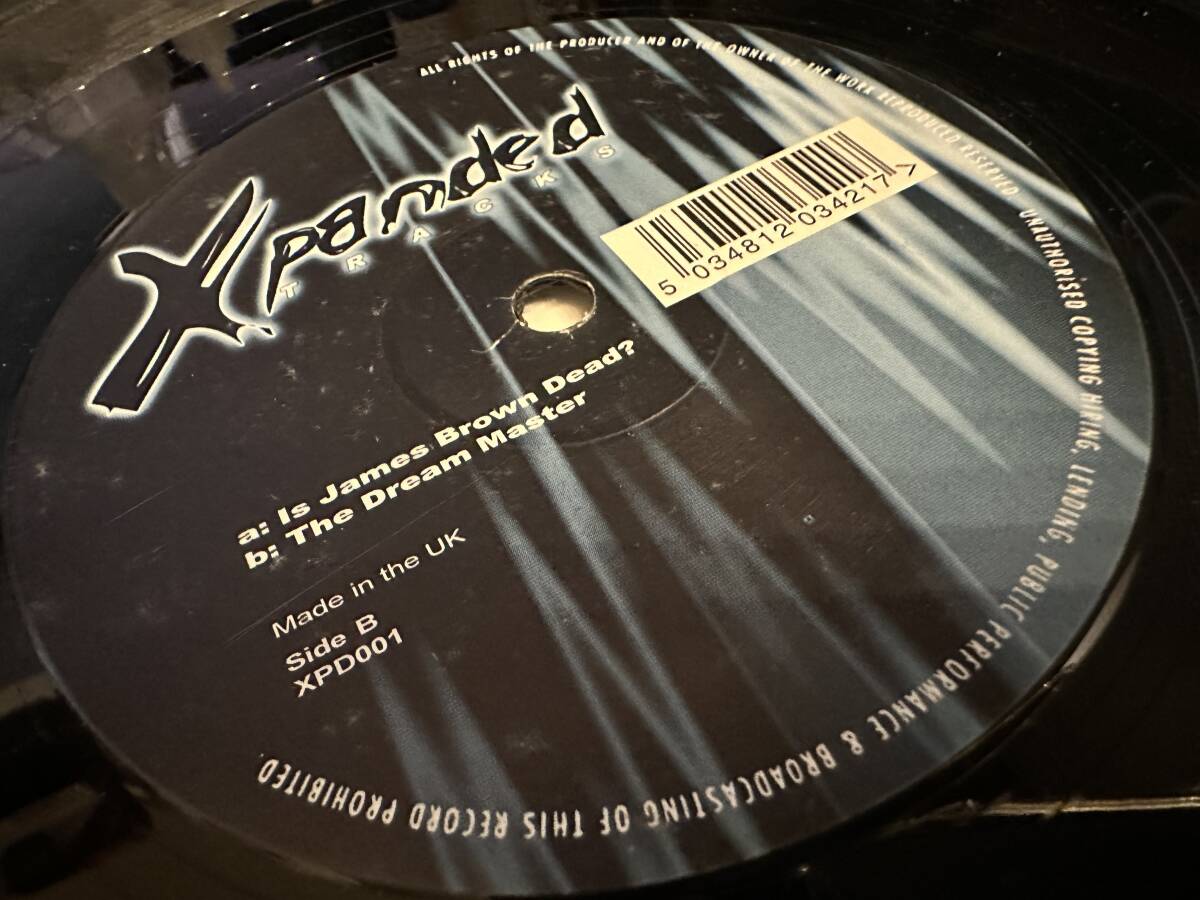 Xpanded
TRACKS
5 034812 034217 >
a: Is James Brown Dead?
b: The Dream Master
Made in the UK
Side B
XPD001
ALL RIGHTS OF THE PRODUCER AND OF THE OWNER OF THE WORK REPRODUCED RESERVED. UNAUTHORISED COPYING HIRING, LENDING, PUBLIC PERFORMANCE & BROADCASTING OF THIS RECORD PROHIBITED.